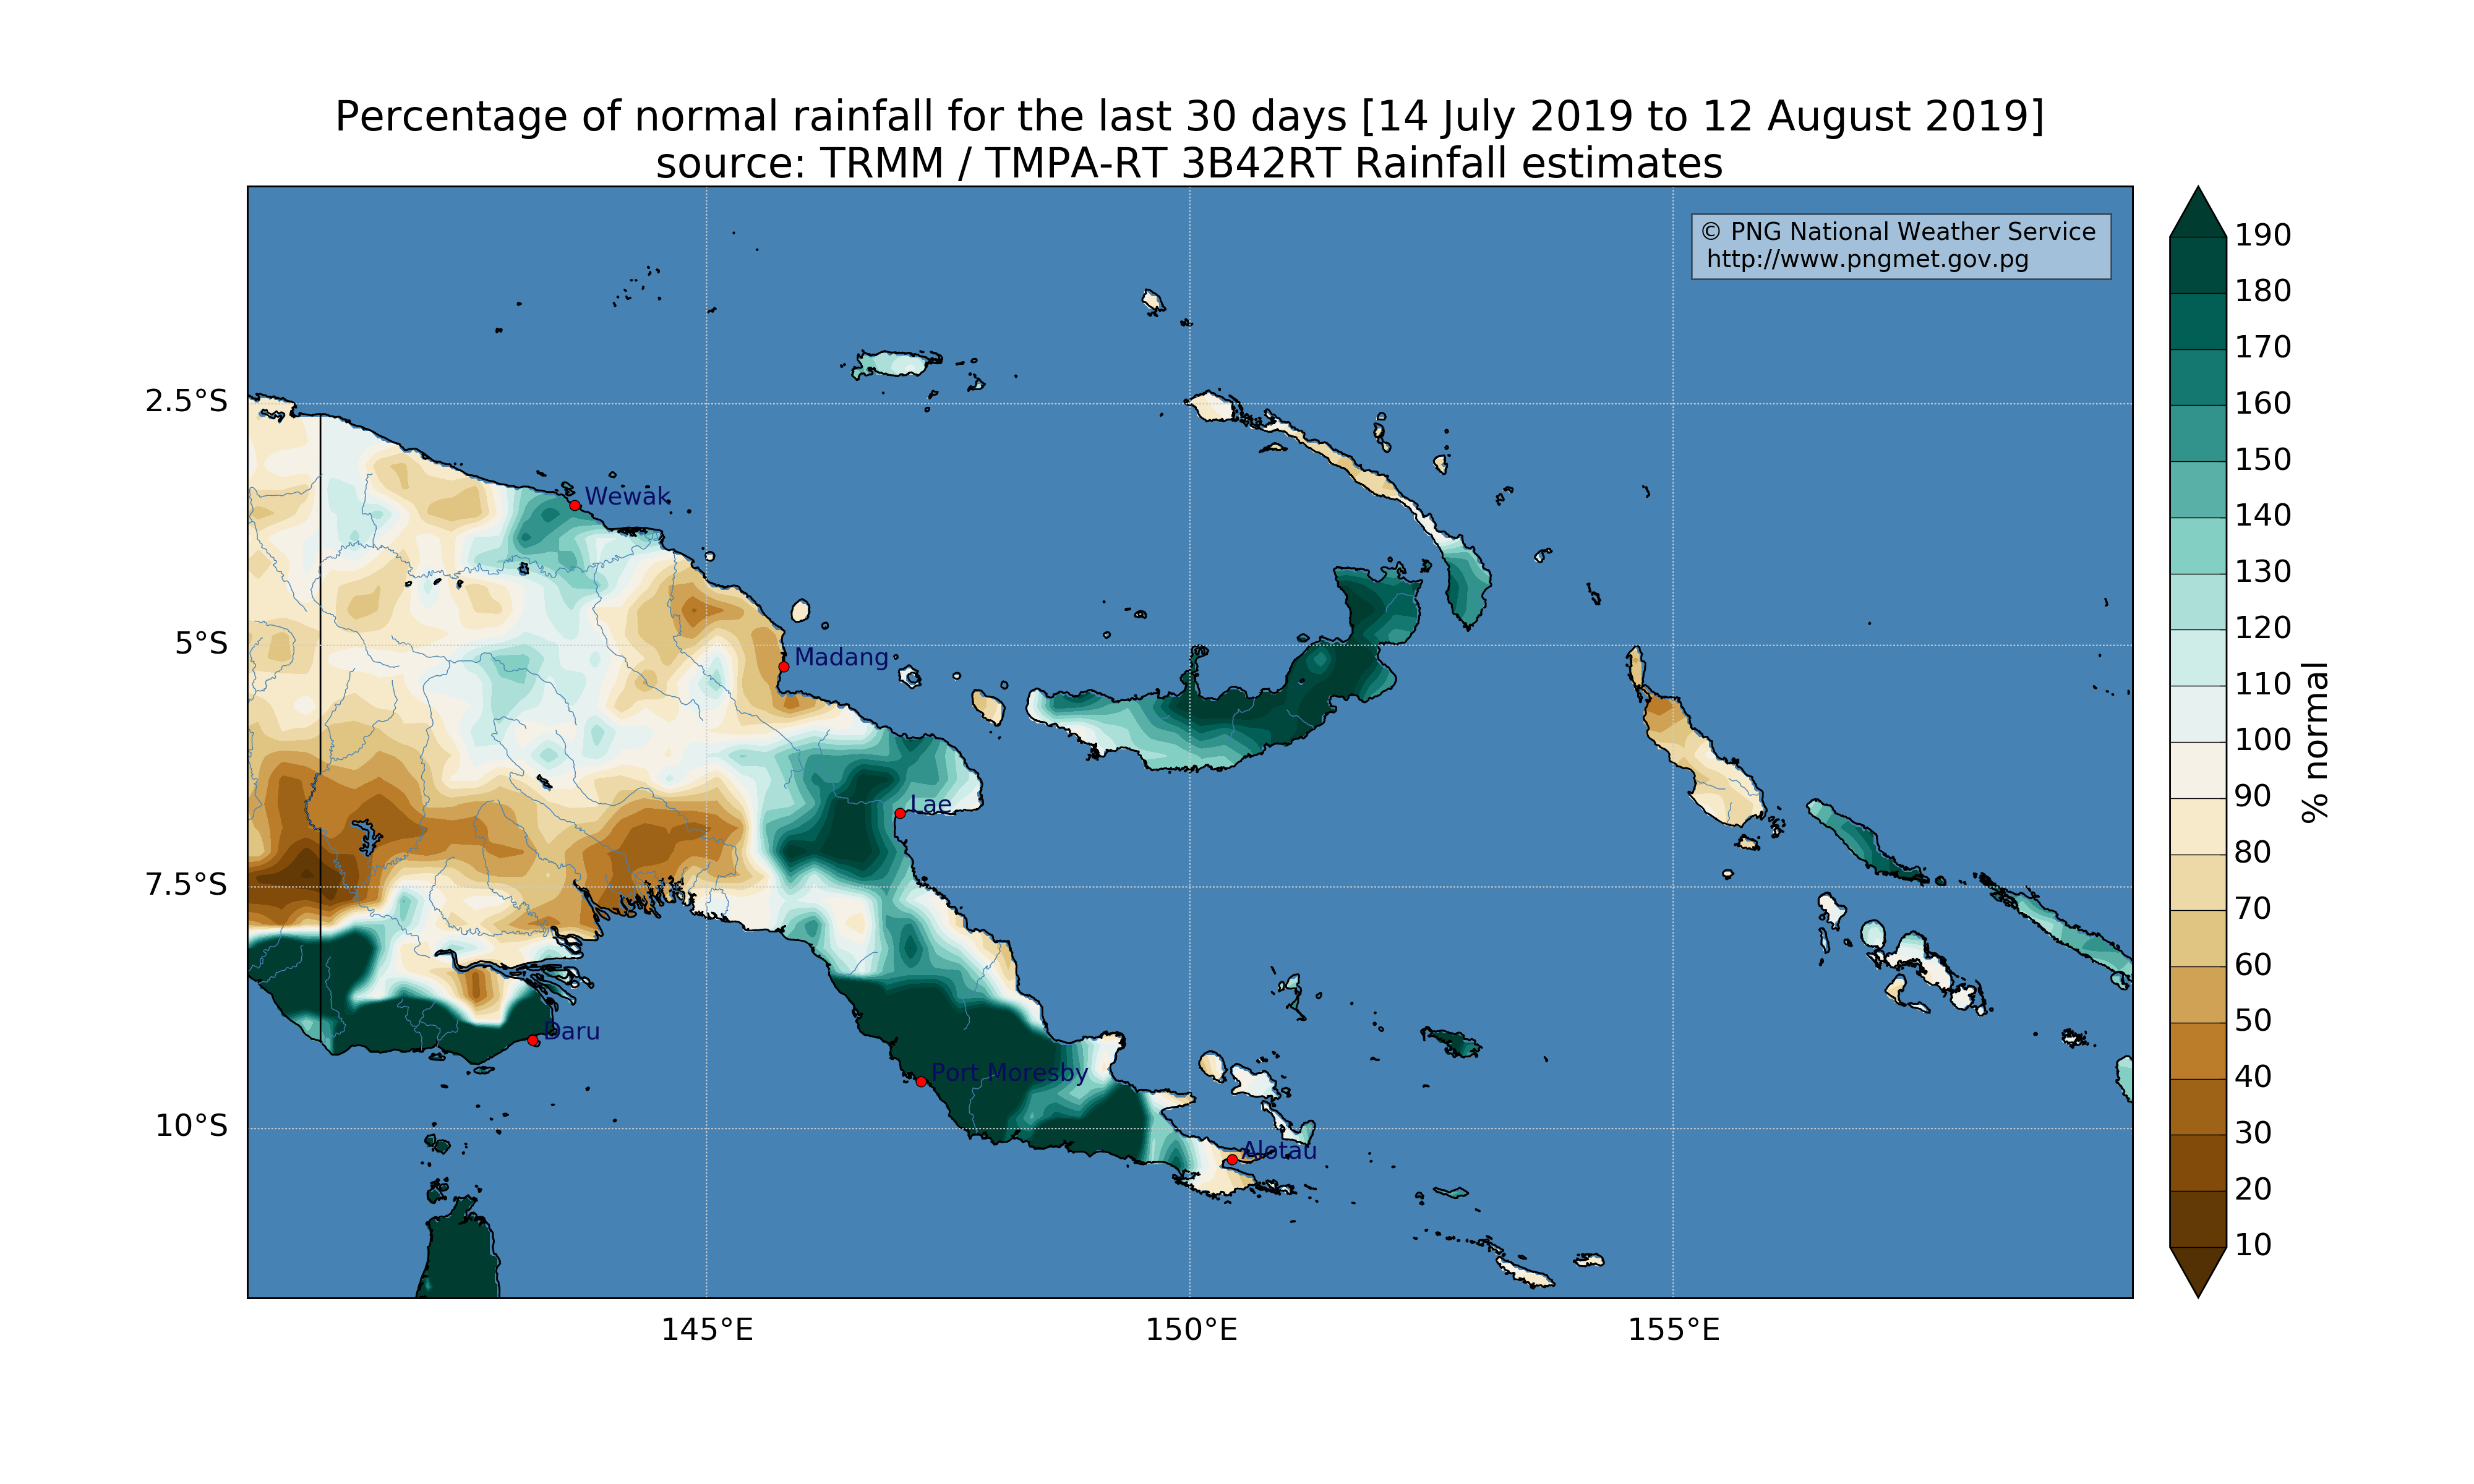 Percentage of normal rainfall for the last 30 days [14 July 2019 to 12 August 2019]
source: TRMM / TMPA-RT 3B42RT Rainfall estimates
© PNG National Weather Service
http://www.pngmet.gov.pg
2.5°S
5°S
7.5°S
10°S
145°E
150°E
155°E
Wewak
Madang
Lae
Daru
Port Moresby
Alotau
190
180
170
160
150
140
130
120
110
100
90
80
70
60
50
40
30
20
10
% normal